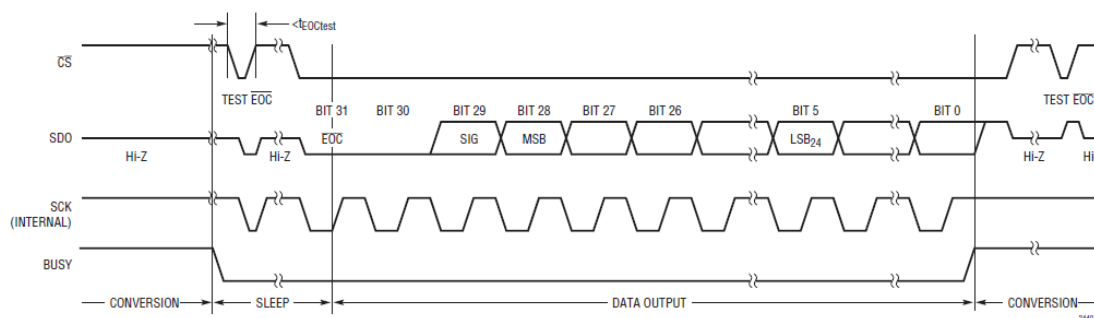 <tEOCtest
CS
TEST EOC
TEST EOC
BIT 31 BIT 30 BIT 29 BIT 28 BIT 27 BIT 26 BIT 5 BIT 0
SDO
EOC SIG MSB LSB24
Hi-Z Hi-Z Hi-Z
SCK
(INTERNAL)
BUSY
CONVERSION SLEEP DATA OUTPUT CONVERSION